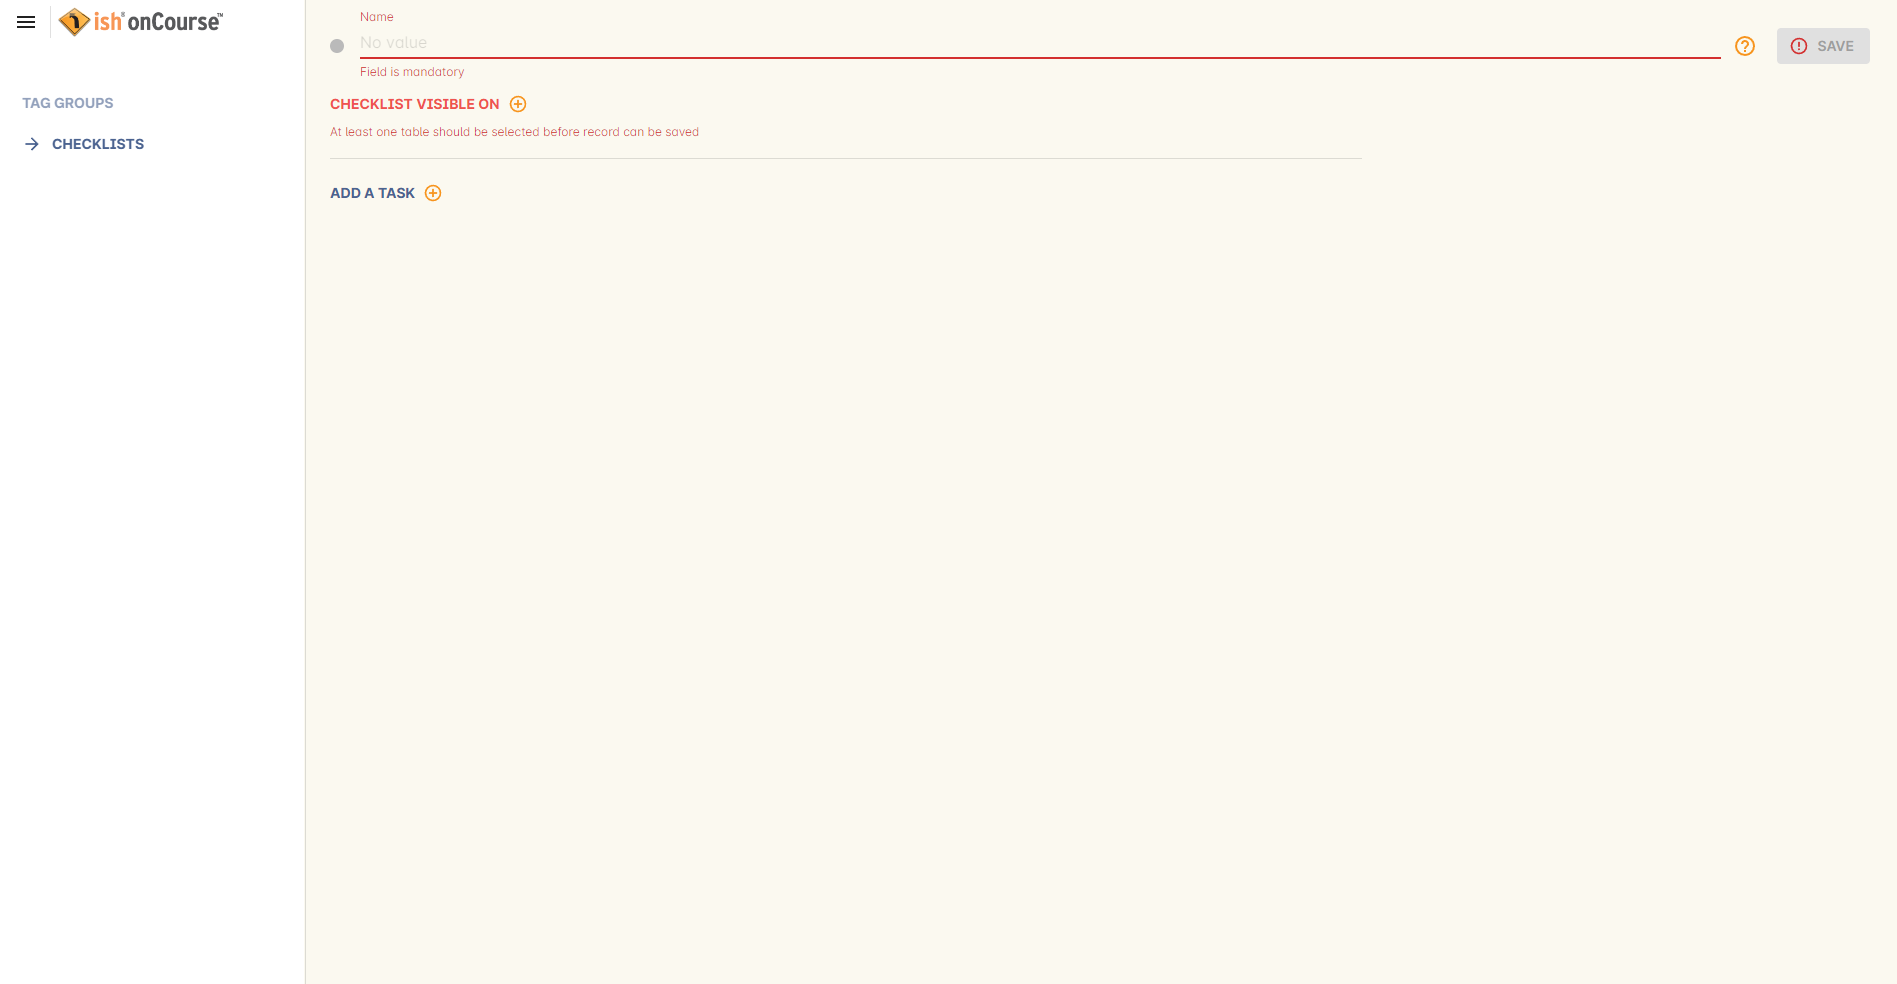 ish® onCourse™
TAG GROUPS
CHECKLISTS
Name
No value
Field is mandatory
SAVE
CHECKLIST VISIBLE ON
At least one table should be selected before record can be saved
ADD A TASK